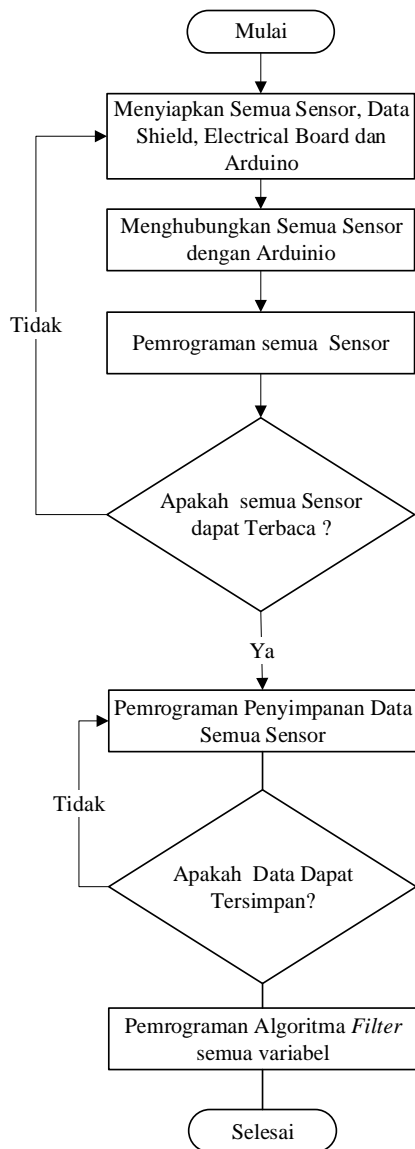 Mulai
Menyiapkan Semua Sensor, Data
Shield, Electrical Board dan
Arduino
Menghubungkan Semua Sensor
dengan Arduinio
Tidak
Pemrograman semua Sensor
Apakah semua Sensor
dapat Terbaca ?
Ya
Pemrograman Penyimpanan Data
Semua Sensor
Tidak
Apakah Data Dapat
Tersimpan?
Pemrograman Algoritma Filter
semua variabel
Selesai